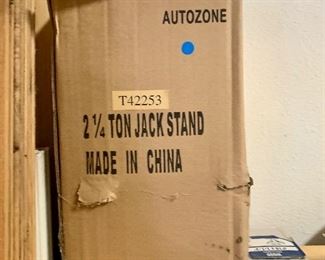 AUTOZONE
T42253
2 1/4 TON JACK STAND
MADE IN CHINA